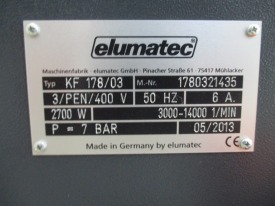 elumatec
Maschinenfabrik · elumatec GmbH · Pinacher Straße 61 · 75417 Mühlacker
Typ KF 178/03 M.-Nr. 1780321435
3/PEN/400 V 50 HZ 6 A.
2700 W 3000-14000 1/MIN
P = 7 BAR 05/2013
Made in Germany by elumatec CE